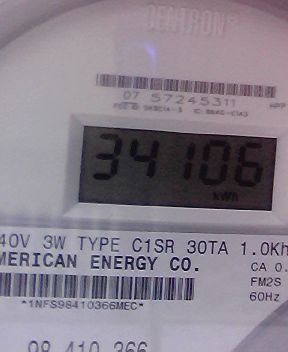 CENTRON®
07 57245311
34106
kWh
40V 3W TYPE C1SR 30TA 1.0Kh
MERICAN ENERGY CO.
CA 0.
FM2S
60Hz
*1NFS98410366MEC*
98 410 366